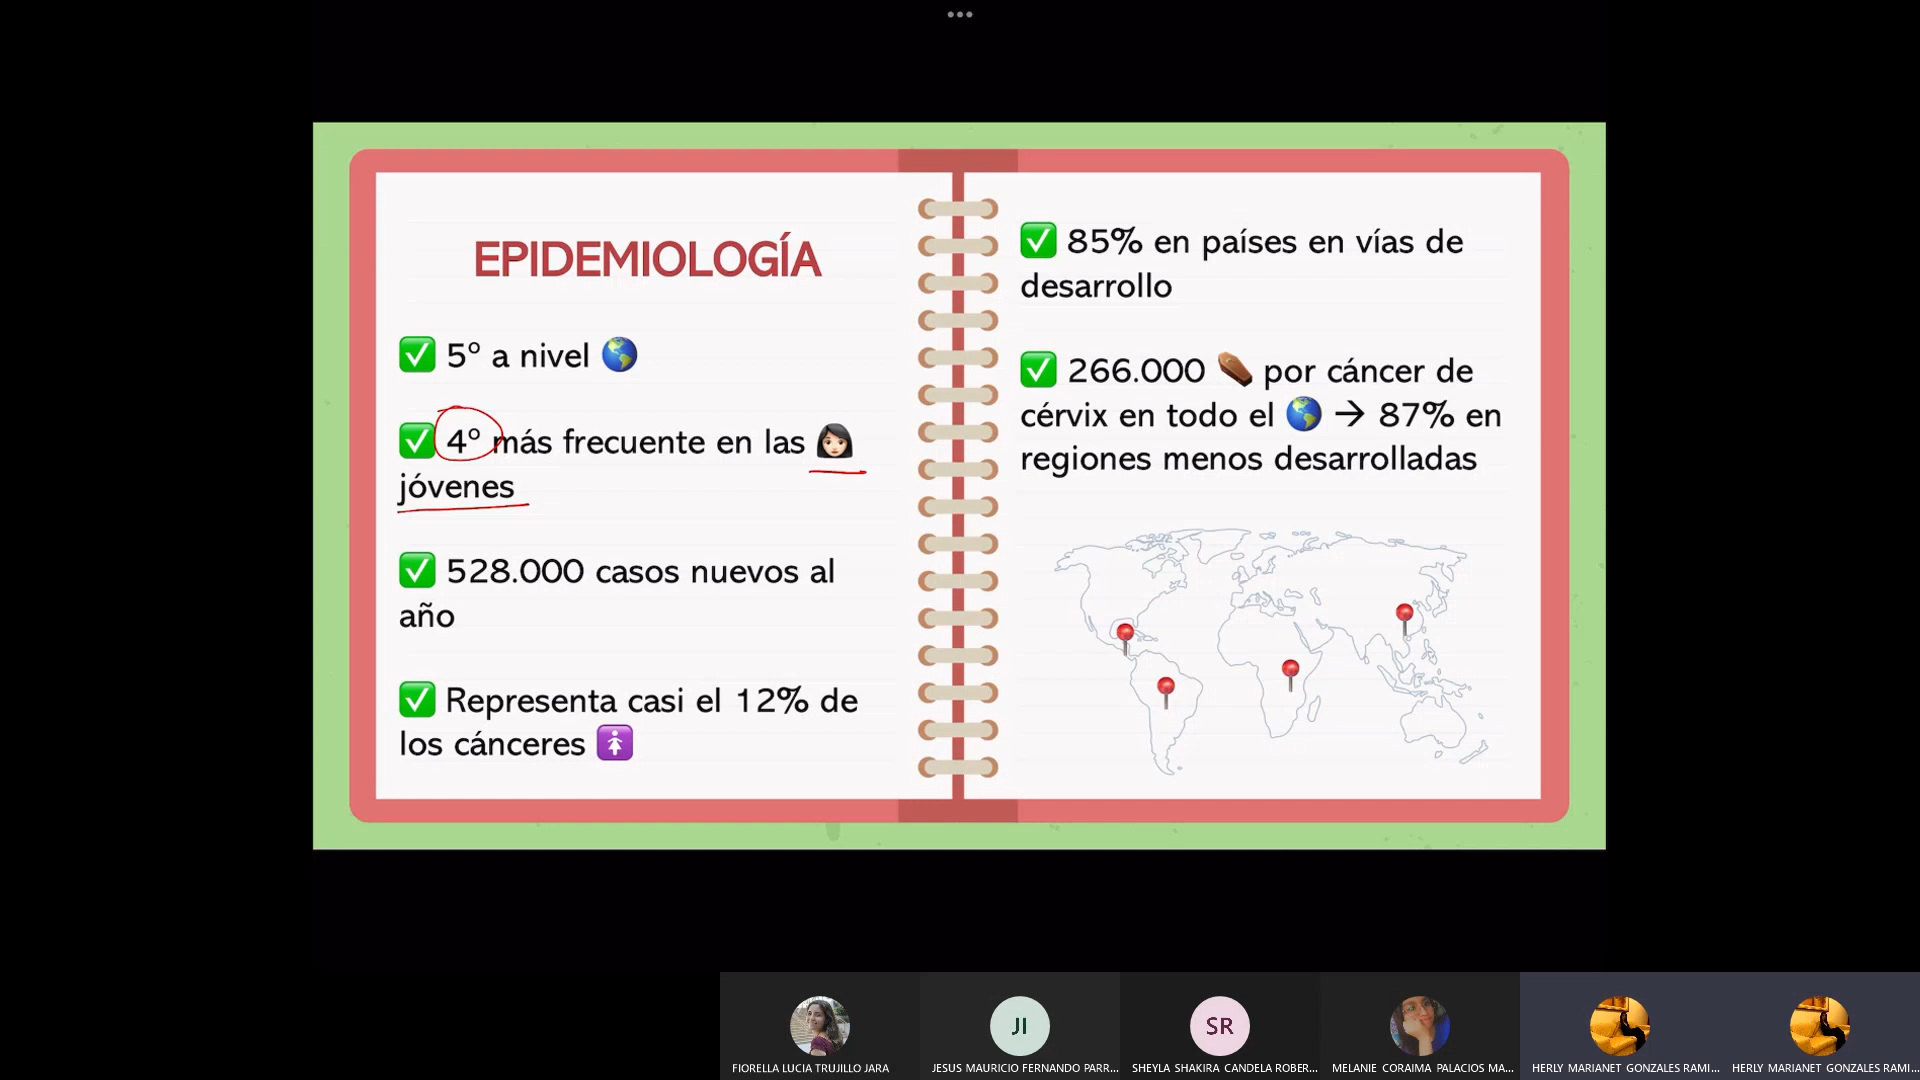 EPIDEMIOLOGÍA
✅ 5º a nivel 🌎
✅ 4º más frecuente en las 👩🏻
jóvenes
✅ 528.000 casos nuevos al
año
✅ Representa casi el 12% de
los cánceres 🚺
✅ 85% en países en vías de
desarrollo
✅ 266.000 ⚰️ por cáncer de
cérvix en todo el 🌎 → 87% en
regiones menos desarrolladas
JI
SR
FIORELLA LUCIA TRUJILLO JARA
JESUS MAURICIO FERNANDO PARR...
SHEYLA SHAKIRA CANDELA ROBER...
MELANIE CORAIMA PALACIOS MA...
HERLY MARIANET GONZALES RAMI...
HERLY MARIANET GONZALES RAMI...